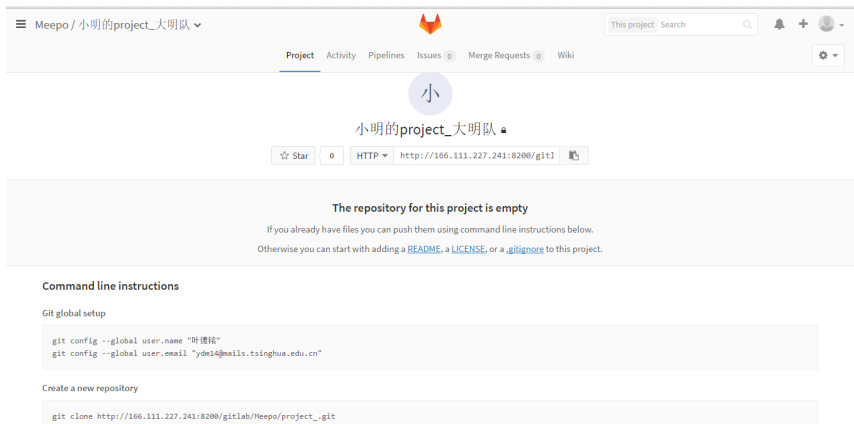 Meepo / 小明的project_大明队
This project Search
Project Activity Pipelines Issues 0 Merge Requests 0 Wiki
小
小明的project_大明队
Star 0 HTTP http://166.111.227.241:8200/gitl
The repository for this project is empty
If you already have files you can push them using command line instructions below.
Otherwise you can start with adding a README, a LICENSE, or a .gitignore to this project.
Command line instructions
Git global setup
git config --global user.name "叶德铭"
git config --global user.email "ydm14@mails.tsinghua.edu.cn"
Create a new repository
git clone http://166.111.227.241:8200/gitlab/Meepo/project_.git